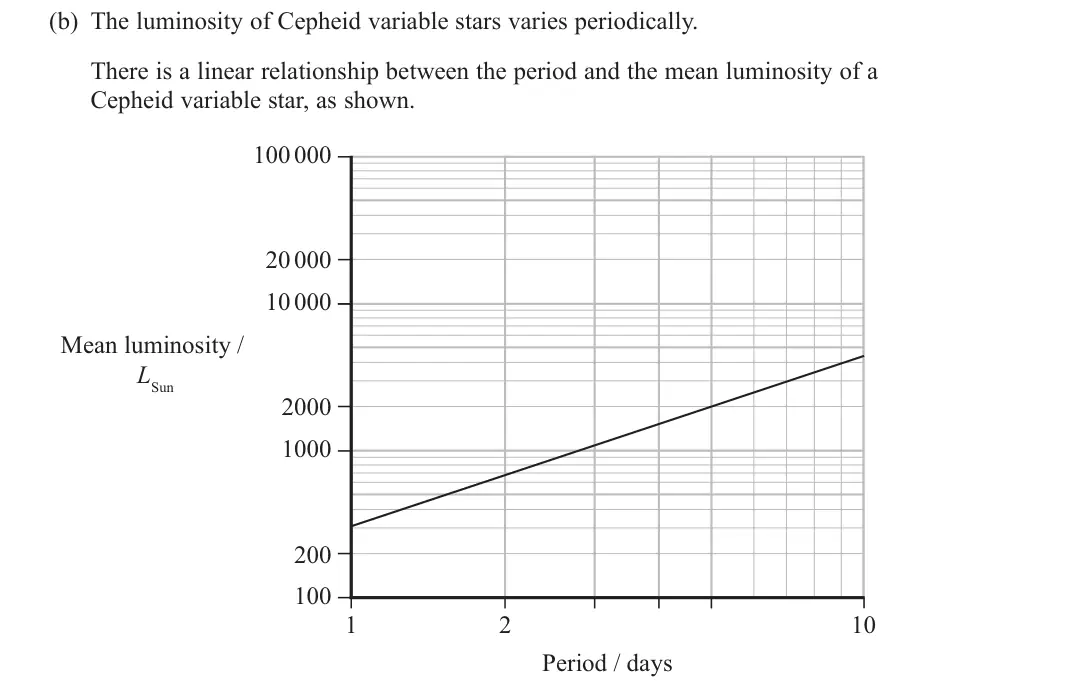 (b) The luminosity of Cepheid variable stars varies periodically.
There is a linear relationship between the period and the mean luminosity of a
Cepheid variable star, as shown.
100 000
20 000
10 000
Mean luminosity /
L Sun
2000
1000
200
100
1
2
10
Period / days